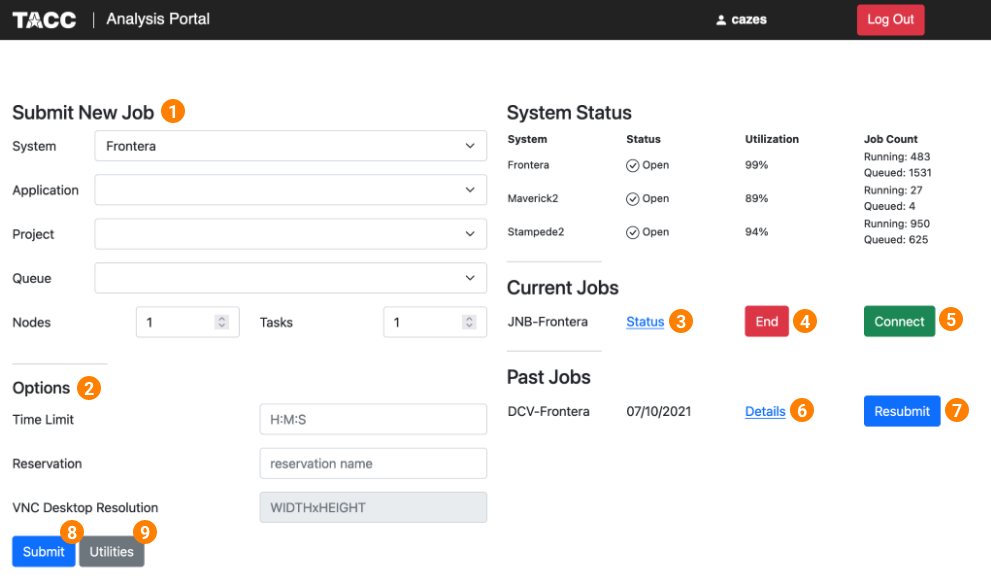 TACC | Analysis Portal
cazes
Log Out
Submit New Job 1
System Frontera
Application
Project
Queue
Nodes 1 Tasks 1
Options 2
Time Limit H:M:S
Reservation reservation name
VNC Desktop Resolution WIDTHxHEIGHT
8 9
Submit Utilities
System Status
System Status Utilization Job Count
Frontera Open 99% Running: 483
Queued: 1531
Maverick2 Open 89% Running: 27
Queued: 4
Stampede2 Open 94% Running: 950
Queued: 625
Current Jobs
JNB-Frontera Status 3 End 4 Connect 5
Past Jobs
DCV-Frontera 07/10/2021 Details 6 Resubmit 7